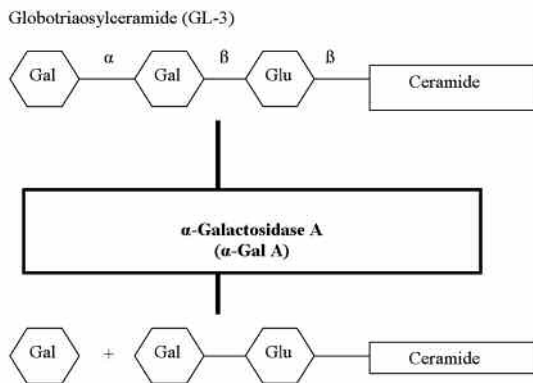 Globotriaosylceramide (GL-3)
α ß ß
Gal Gal Glu Ceramide
α-Galactosidase A
(α-Gal A)
Gal + Gal Glu Ceramide